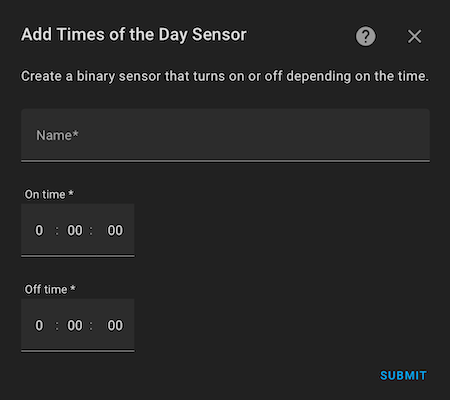 Add Times of the Day Sensor
Create a binary sensor that turns on or off depending on the time.
Name*
On time *
0 : 00 : 00
Off time *
0 : 00 : 00
SUBMIT